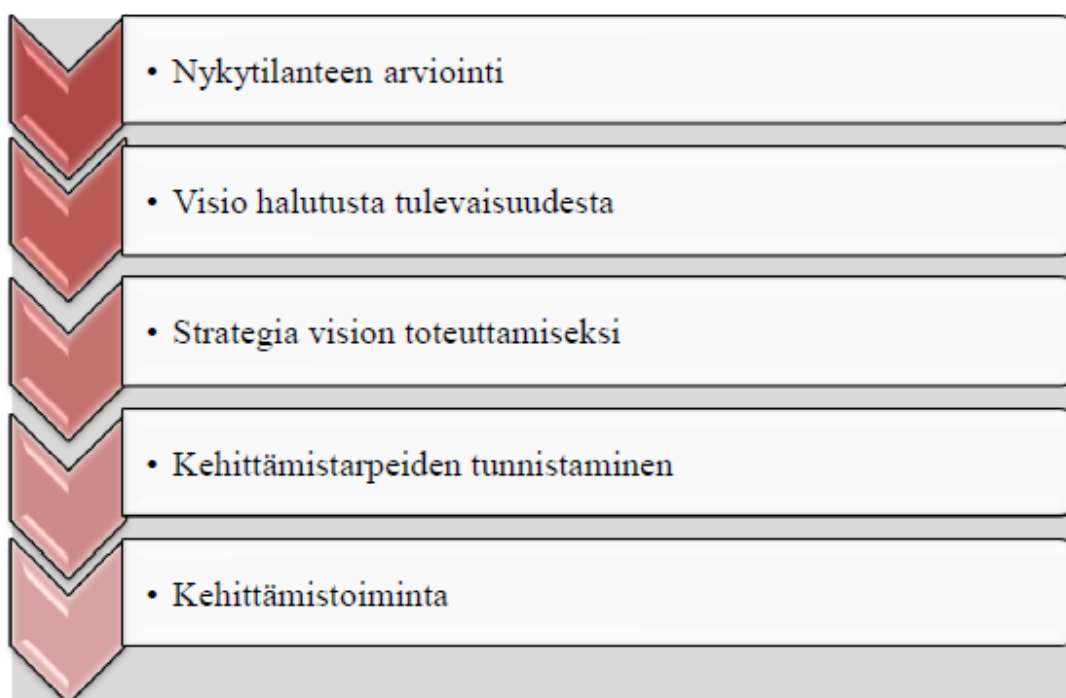 • Nykytilanteen arviointi
• Visio halutusta tulevaisuudesta
• Strategia vision toteuttamiseksi
• Kehittämistarpeiden tunnistaminen
• Kehittämistoiminta